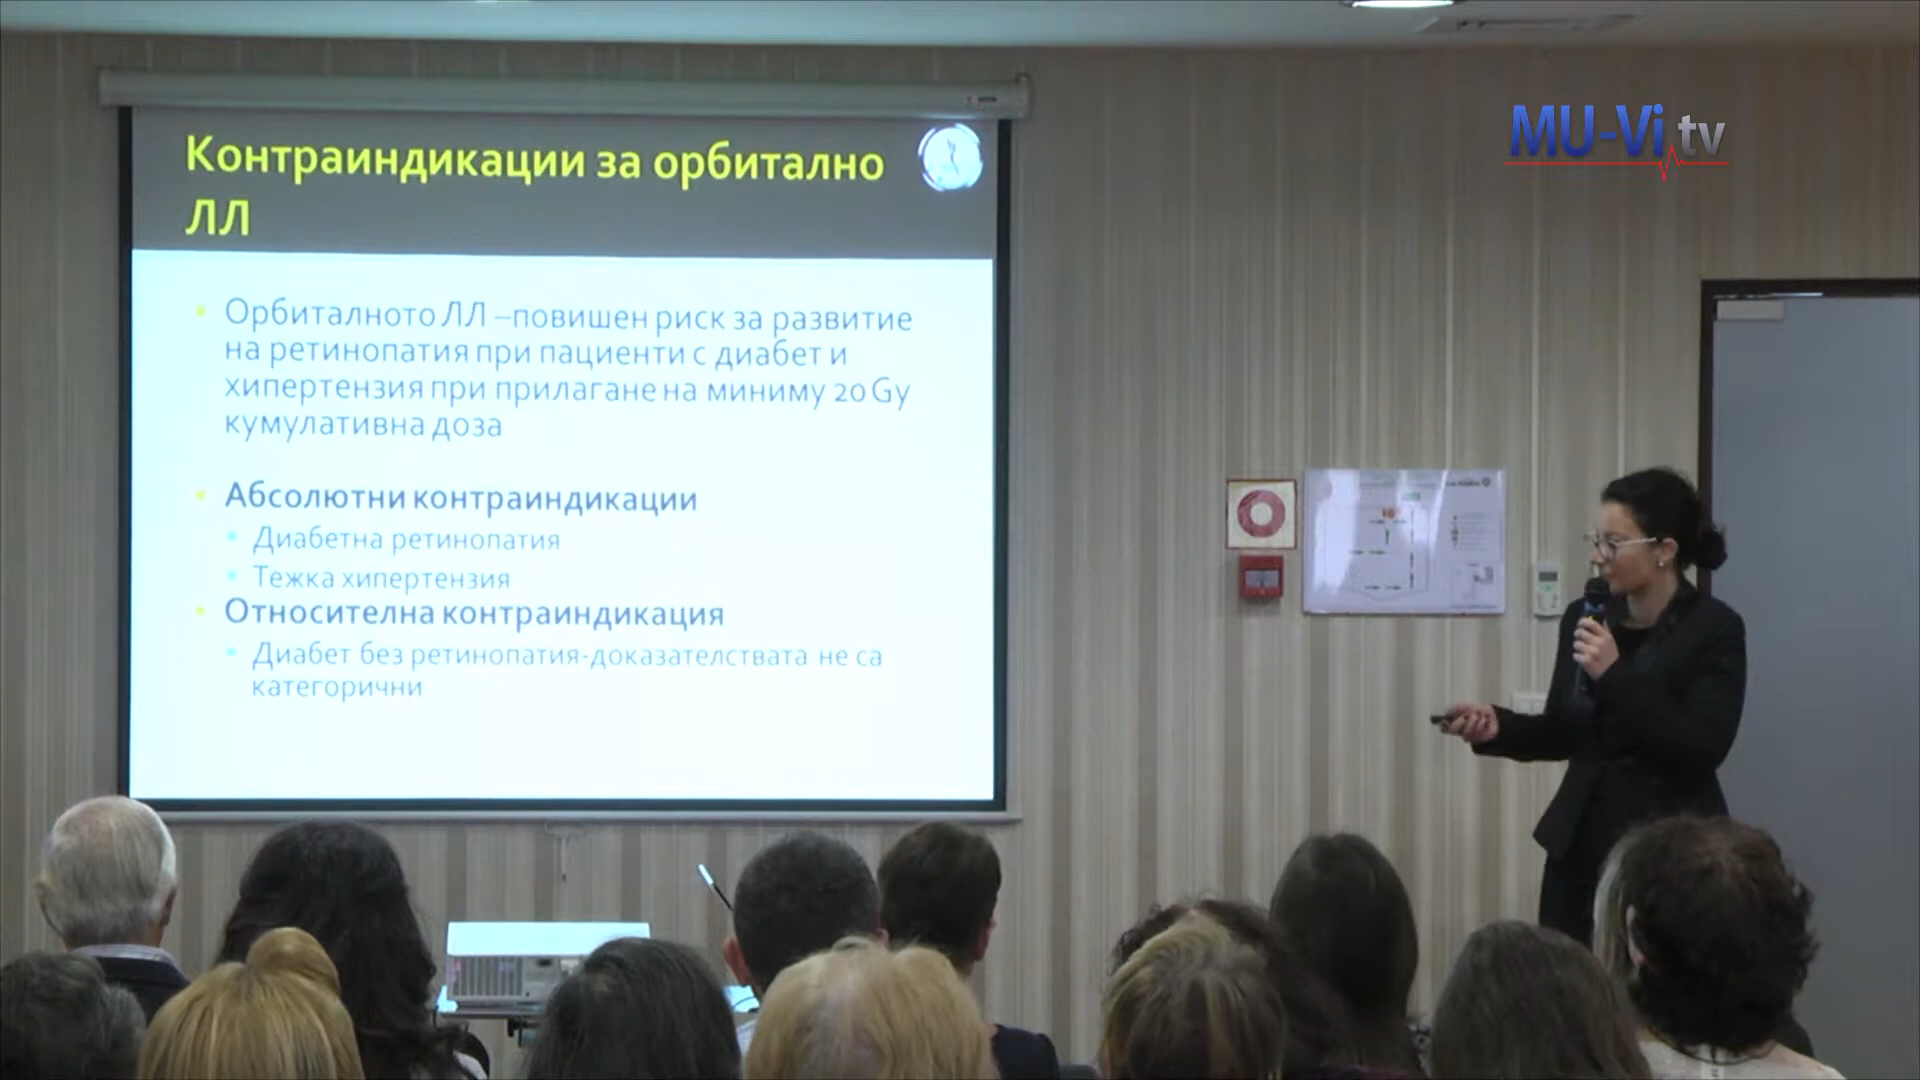 MU-Vi.tv
Контраиндикации за орбитално
ЛЛ
Орбиталното ЛЛ –повишен риск за развитие
на ретинопатия при пациенти с диабет и
хипертензия при прилагане на миниму 20 Gy
кумулативна доза
Абсолютни контраиндикации
Диабетна ретинопатия
Тежка хипертензия
Относителна контраиндикация
Диабет без ретинопатия-доказателствата не са
категорични